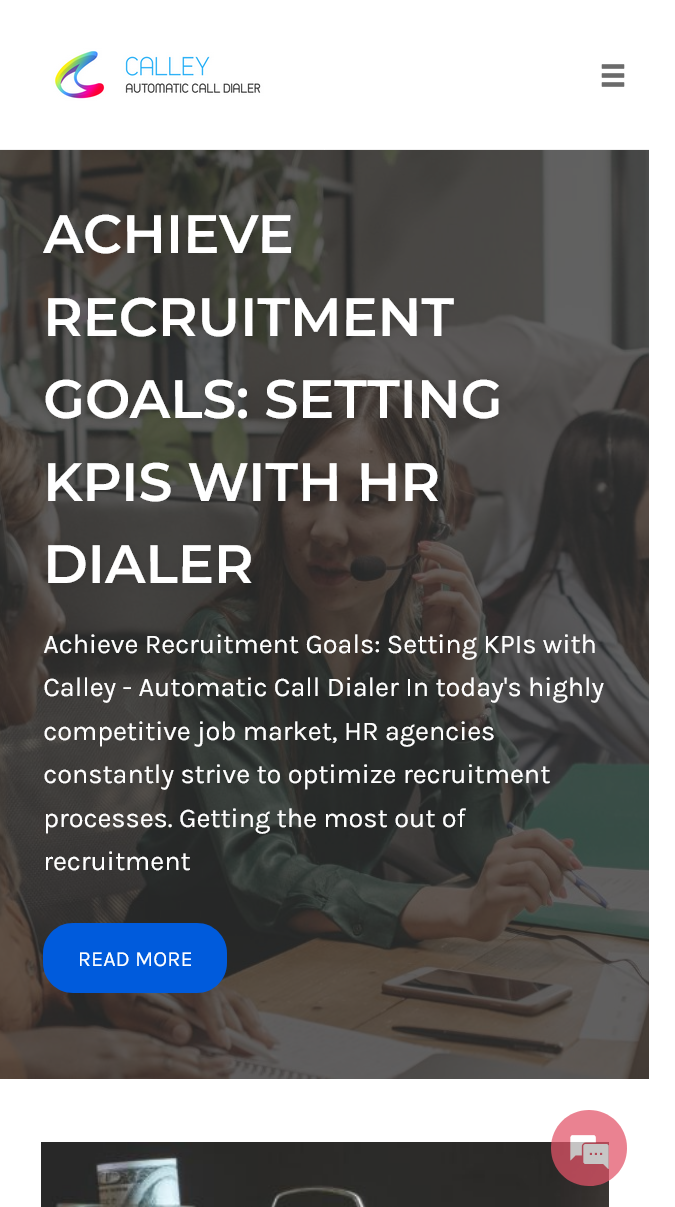 CALLEY
AUTOMATIC CALL DIALER
ACHIEVE
RECRUITMENT
GOALS: SETTING
KPIS WITH HR
DIALER
Achieve Recruitment Goals: Setting KPIs with
Calley - Automatic Call Dialer In today's highly
competitive job market, HR agencies
constantly strive to optimize recruitment
processes. Getting the most out of
recruitment
READ MORE